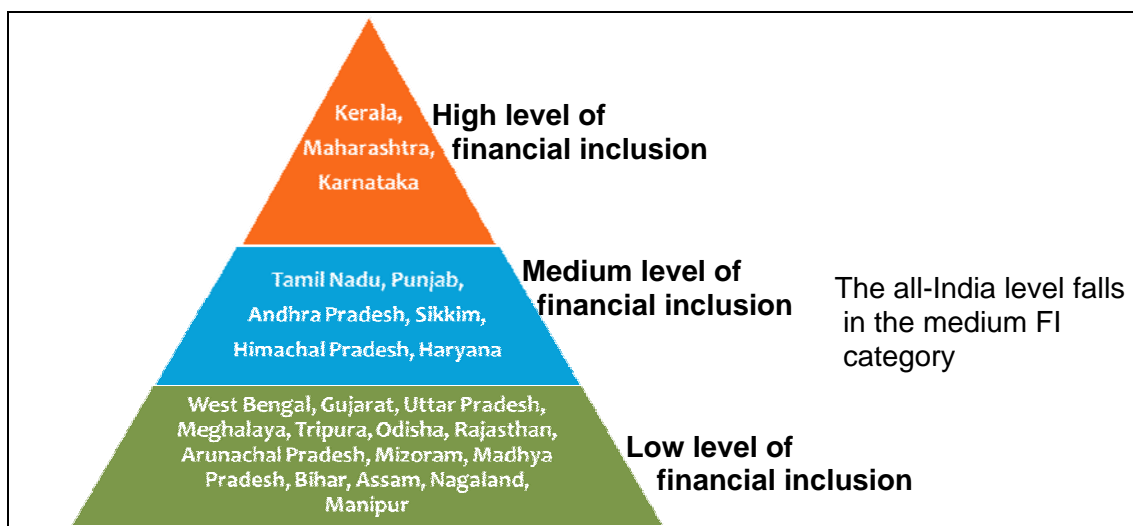 Kerala,
Maharashtra,
Karnataka
High level of
financial inclusion
Tamil Nadu, Punjab,
Andhra Pradesh, Sikkim,
Himachal Pradesh, Haryana
Medium level of
financial inclusion
The all-India level falls
in the medium FI
category
West Bengal, Gujarat, Uttar Pradesh,
Meghalaya, Tripura, Odisha, Rajasthan,
Arunachal Pradesh, Mizoram, Madhya
Pradesh, Bihar, Assam, Nagaland,
Manipur
Low level of
financial inclusion